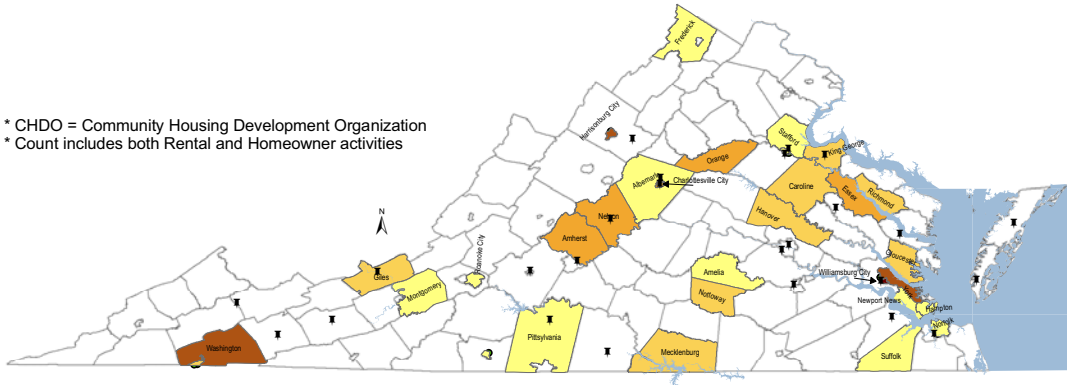 * CHDO = Community Housing Development Organization
* Count includes both Rental and Homeowner activities
N
Frederick
Harrisonburg City
Stafford
King George
Orange
Albemarle
Charlottesville City
Caroline
Essex
Richmond
Nelson
Hanover
Amherst
Roanoke City
Gloucester
Amelia
Giles
Williamsburg City
York
Montgomery
Nottoway
Newport News
Hampton
Norfolk
Pittsylvania
Washington
Mecklenburg
Suffolk